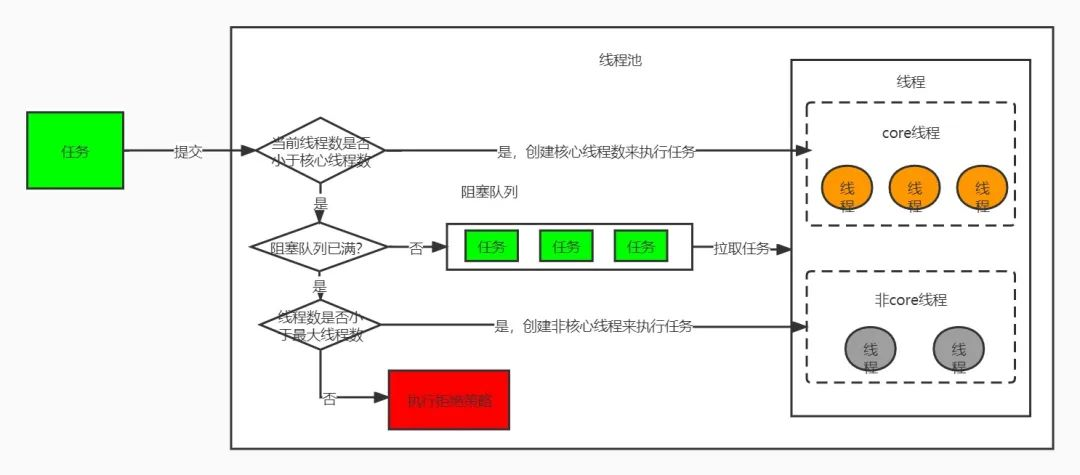 线程池
线程
任务
提交
当前线程数是否
小于核心线程数
是，创建核心线程数来执行任务
core线程
线
程
线
程
线
程
是
阻塞队列
阻塞队列已满?
否
任务
任务
任务
拉取任务
是
线程数是否小
于最大线程数
是，创建非核心线程来执行任务
非core线程
线
程
线
程
否
执行拒绝策略